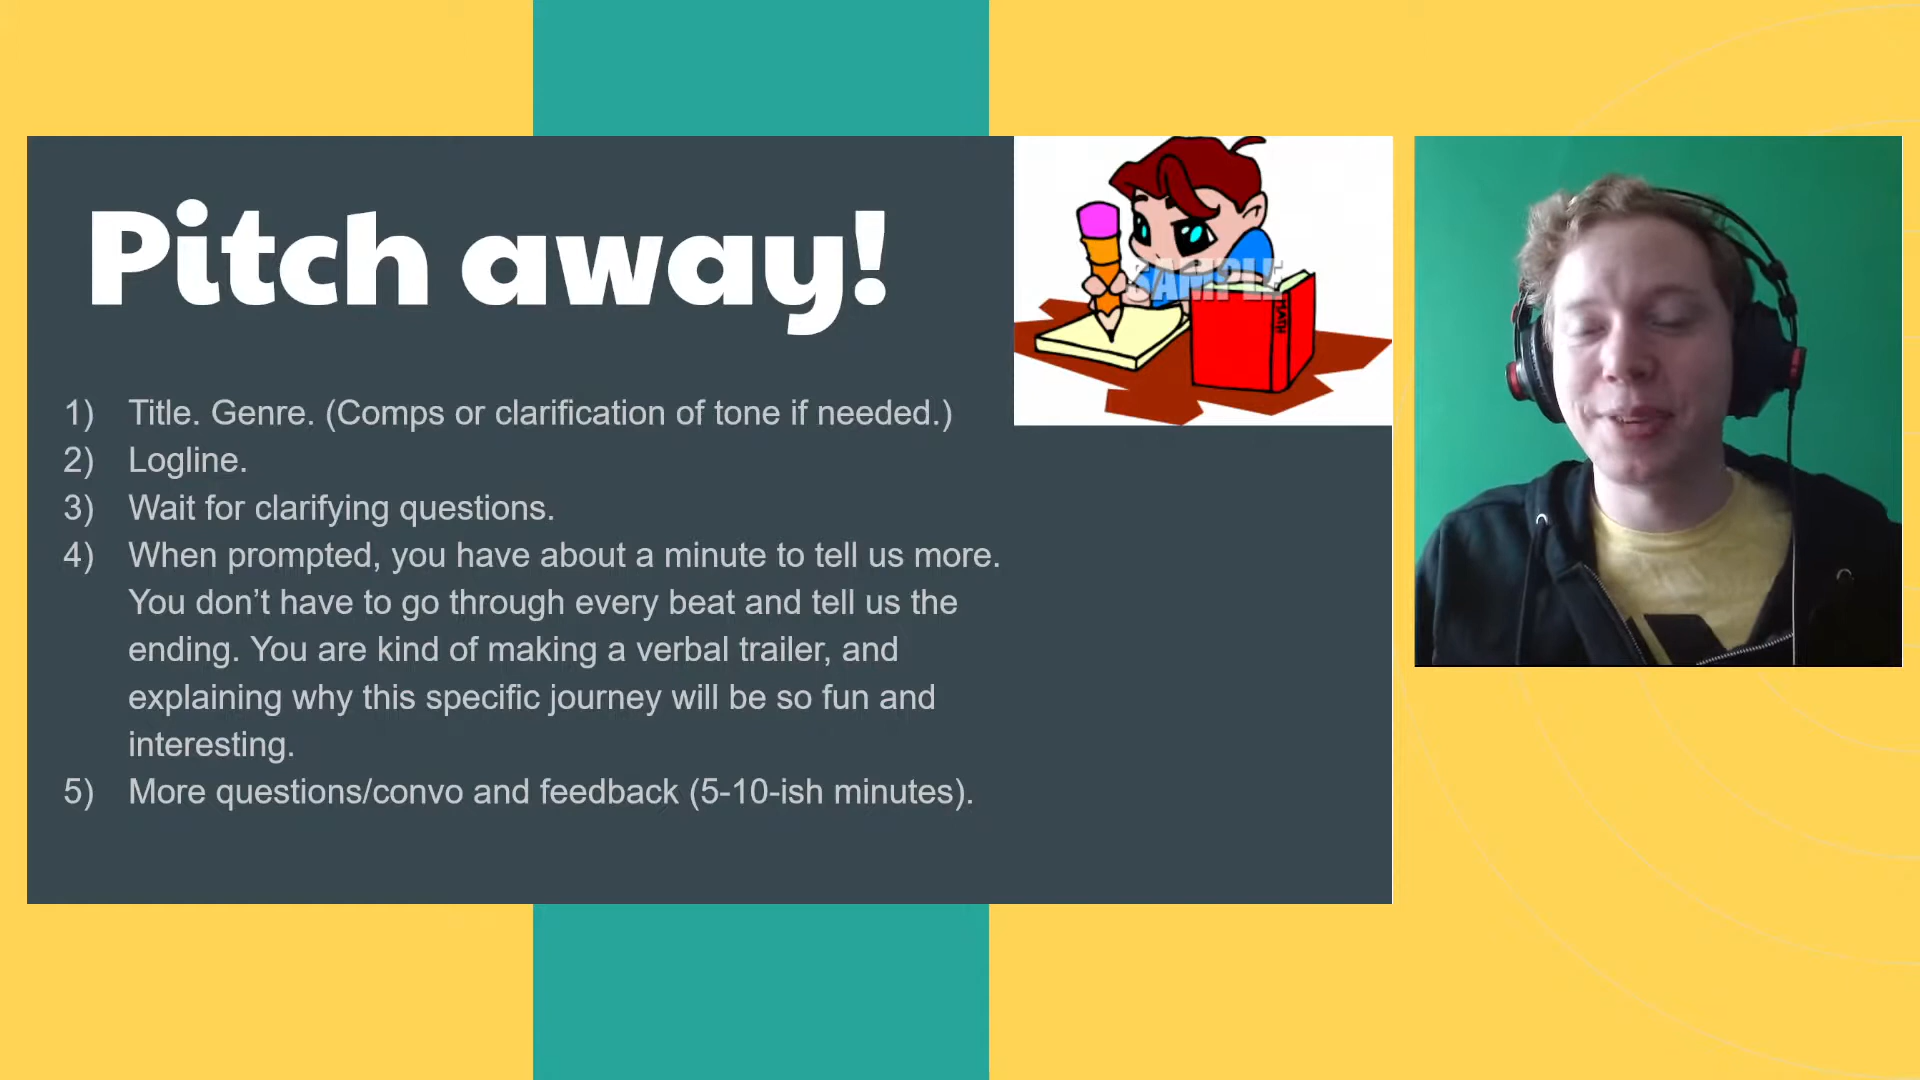 Pitch away!
SAMPLE
MATH
1) Title. Genre. (Comps or clarification of tone if needed.)
2) Logline.
3) Wait for clarifying questions.
4) When prompted, you have about a minute to tell us more.
You don’t have to go through every beat and tell us the
ending. You are kind of making a verbal trailer, and
explaining why this specific journey will be so fun and
interesting.
5) More questions/convo and feedback (5-10-ish minutes).